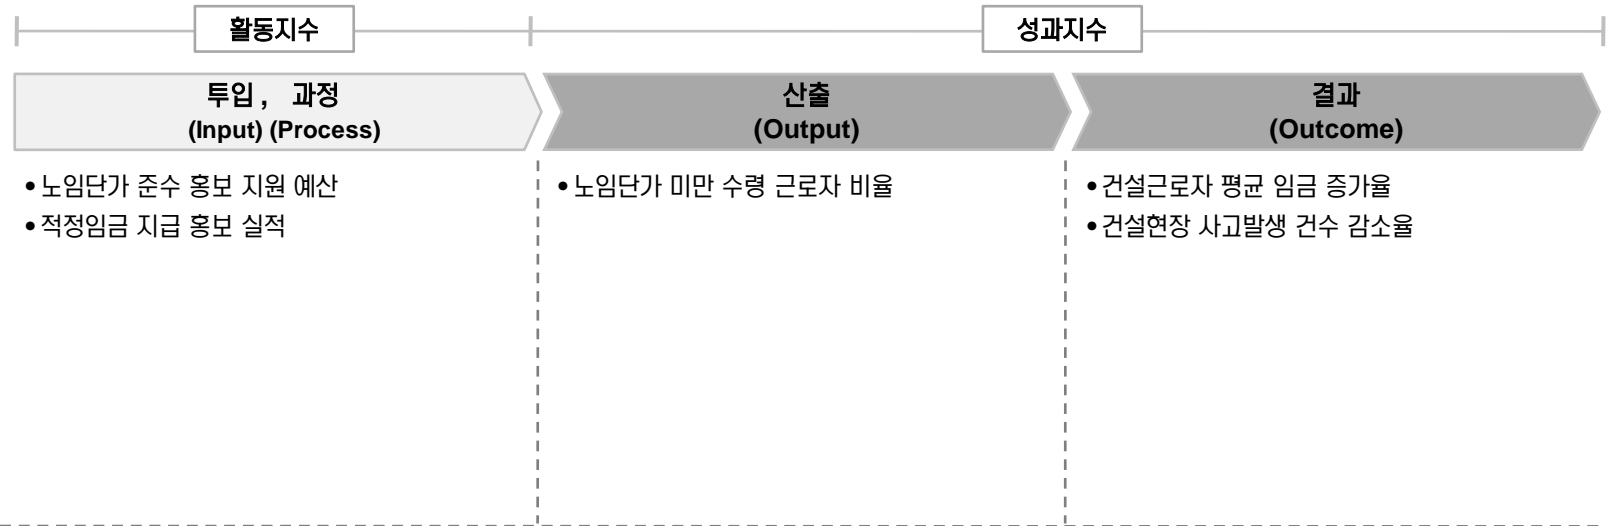 활동지수
성과지수
투입 , 과정
(Input) (Process)
산출
(Output)
결과
(Outcome)
• 노임단가 준수 홍보 지원 예산
• 적정임금 지급 홍보 실적
• 노임단가 미만 수령 근로자 비율
• 건설근로자 평균 임금 증가율
• 건설현장 사고발생 건수 감소율